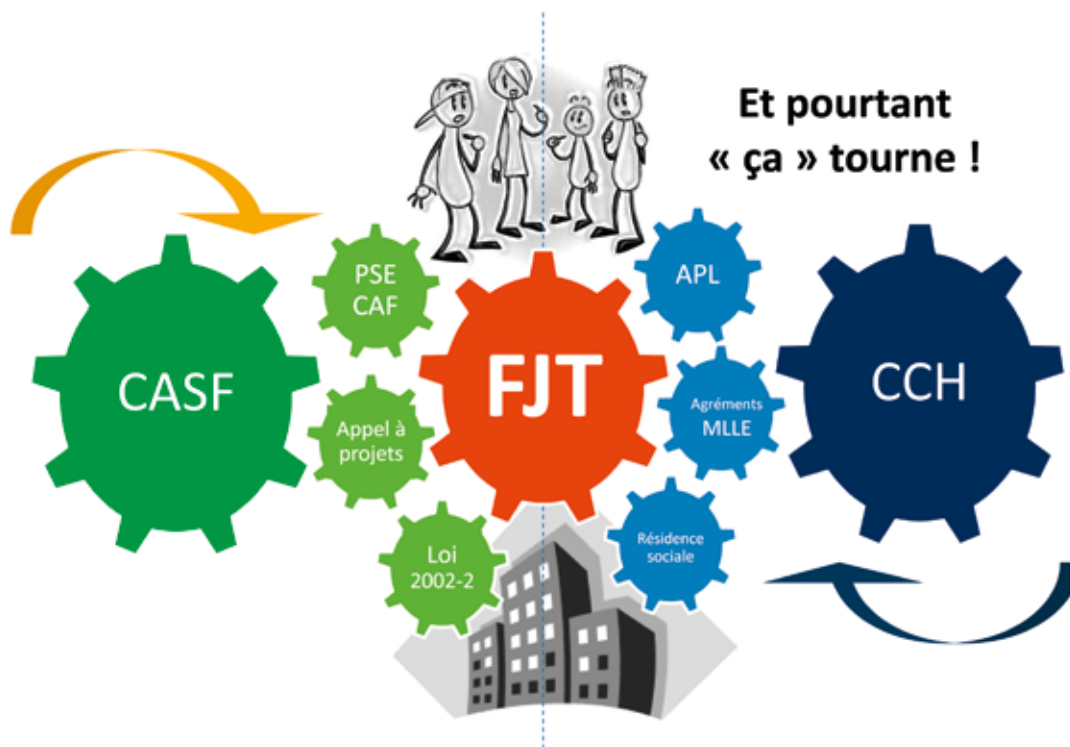 Et pourtant
« ça » tourne !
PSE
CAF
APL
CASF
FJT
CCH
Appel à
projets
Agréments
MLLE
Loi
2002-2
Résidence
sociale